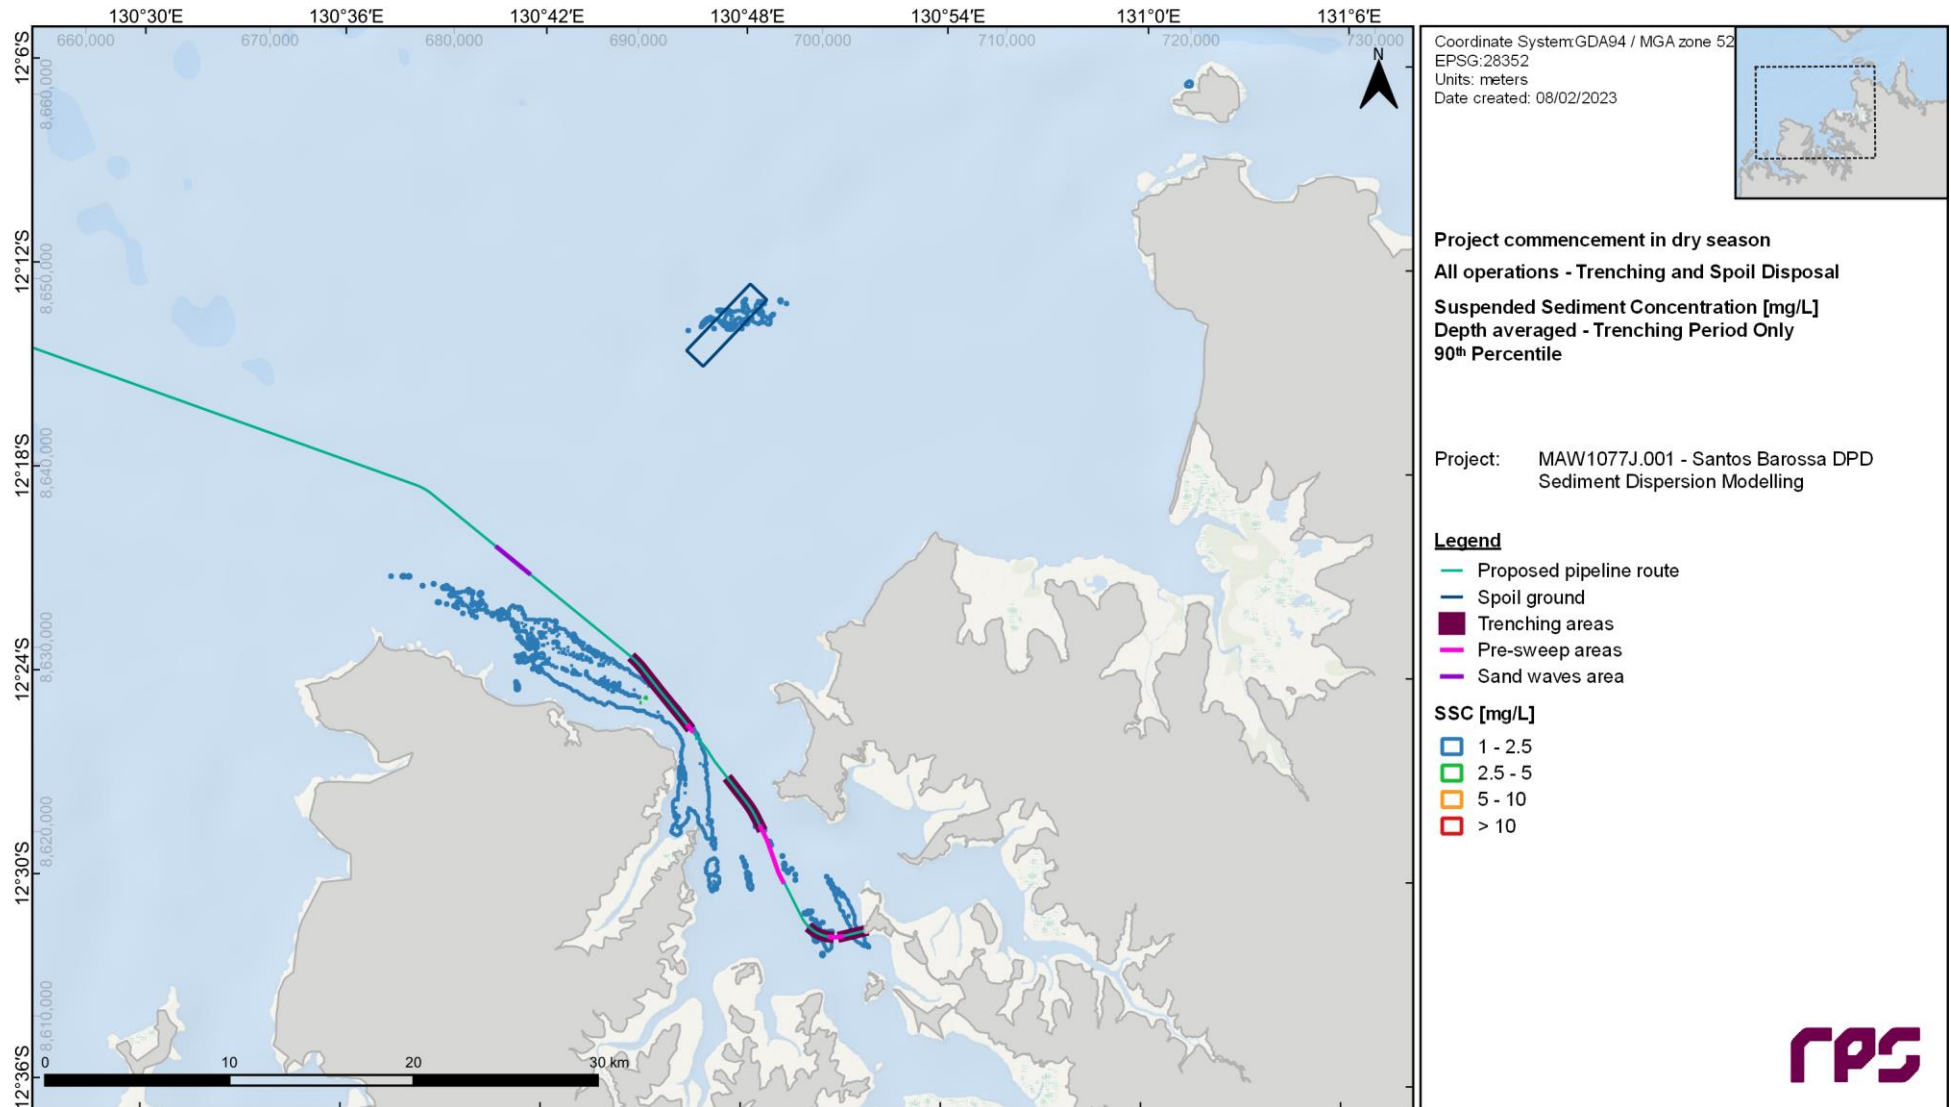 130°30'E 130°36'E 130°42'E 130°48'E 130°54'E 131°0'E 131°6'E
660,000 670,000 680,000 690,000 700,000 710,000 720,000 730,000
12°6'S
8,660,000
12°12'S
8,650,000
12°18'S
8,640,000
12°24'S
8,630,000
12°30'S
8,620,000
12°36'S
8,610,000
N
0 10 20 30 km
Coordinate System:GDA94 / MGA zone 52
EPSG:28352
Units: meters
Date created: 08/02/2023
Project commencement in dry season
All operations - Trenching and Spoil Disposal
Suspended Sediment Concentration [mg/L]
Depth averaged - Trenching Period Only
90th Percentile
Project: MAW1077J.001 - Santos Barossa DPD
Sediment Dispersion Modelling
Legend
Proposed pipeline route
Spoil ground
Trenching areas
Pre-sweep areas
Sand waves area
SSC [mg/L]
1 - 2.5
2.5 - 5
5 - 10
> 10
rps